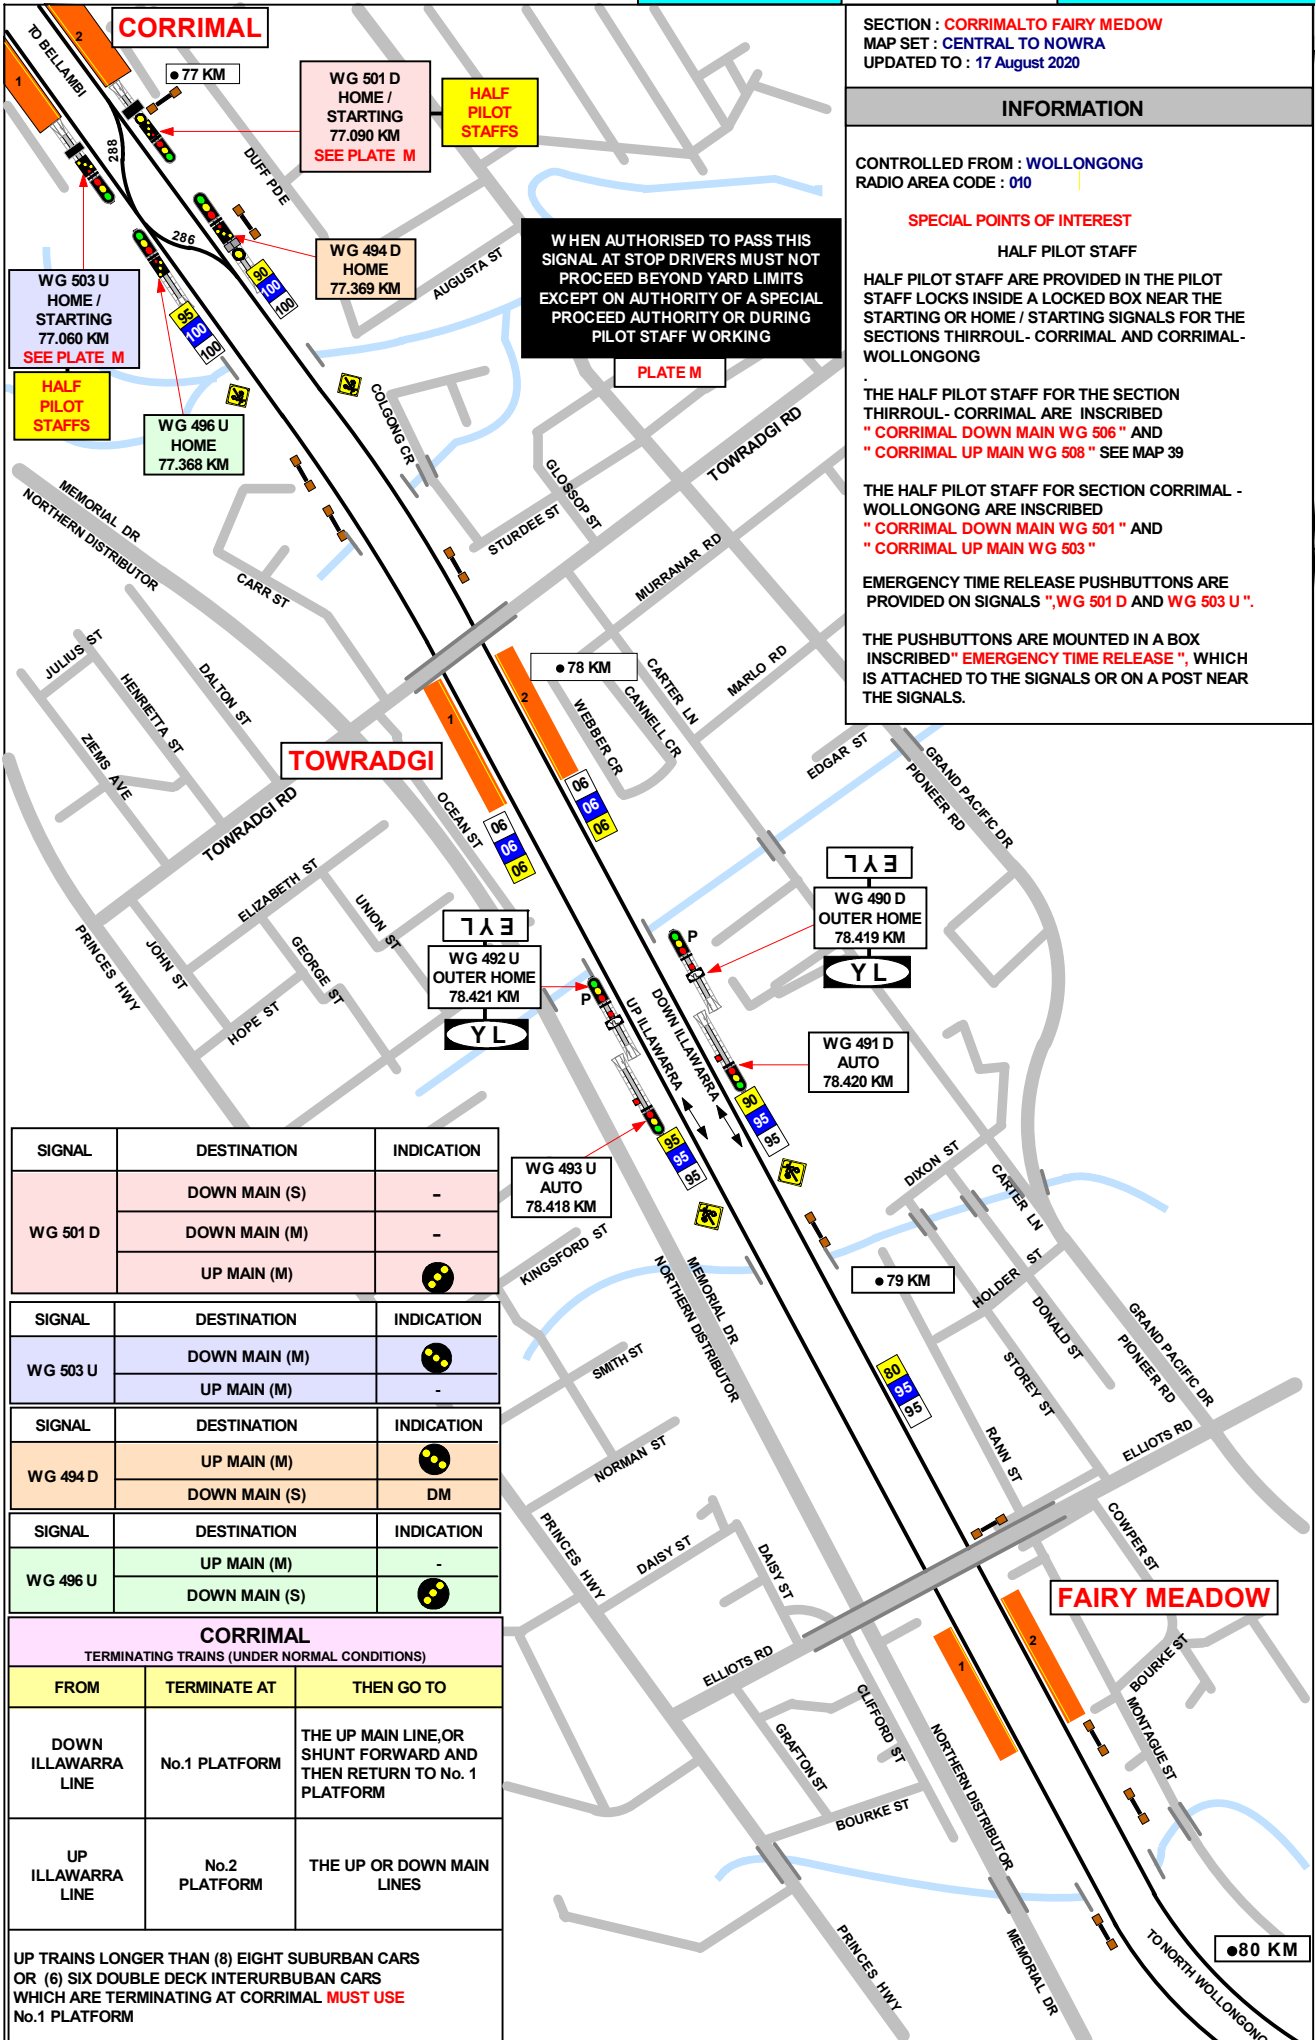 CORRIMAL
TO BELLAMBI
1
2
● 77 KM
WG 501 D
HOME /
STARTING
77.090 KM
SEE PLATE M
HALF
PILOT
STAFFS
288
286
DUFF PDE
WG 503 U
HOME /
STARTING
77.060 KM
SEE PLATE M
HALF
PILOT
STAFFS
WG 494 D
HOME
77.369 KM
90
100
100
95
100
100
WG 496 U
HOME
77.368 KM
AUGUSTA ST
COLGONG CR
WHEN AUTHORISED TO PASS THIS
SIGNAL AT STOP DRIVERS MUST NOT
PROCEED BEYOND YARD LIMITS
EXCEPT ON AUTHORITY OF A SPECIAL
PROCEED AUTHORITY OR DURING
PILOT STAFF WORKING
PLATE M
SECTION : CORRIMALTO FAIRY MEDOW
MAP SET : CENTRAL TO NOWRA
UPDATED TO : 17 August 2020
INFORMATION
CONTROLLED FROM : WOLLONGONG
RADIO AREA CODE : 010
SPECIAL POINTS OF INTEREST
HALF PILOT STAFF
HALF PILOT STAFF ARE PROVIDED IN THE PILOT
STAFF LOCKS INSIDE A LOCKED BOX NEAR THE
STARTING OR HOME / STARTING SIGNALS FOR THE
SECTIONS THIRROUL- CORRIMAL AND CORRIMAL-
WOLLONGONG
.
THE HALF PILOT STAFF FOR THE SECTION
THIRROUL- CORRIMAL ARE INSCRIBED
" CORRIMAL DOWN MAIN WG 506 " AND
" CORRIMAL UP MAIN WG 508 " SEE MAP 39
THE HALF PILOT STAFF FOR SECTION CORRIMAL -
WOLLONGONG ARE INSCRIBED
" CORRIMAL DOWN MAIN WG 501 " AND
" CORRIMAL UP MAIN WG 503 "
EMERGENCY TIME RELEASE PUSHBUTTONS ARE
PROVIDED ON SIGNALS ",WG 501 D AND WG 503 U ".
THE PUSHBUTTONS ARE MOUNTED IN A BOX
INSCRIBED" EMERGENCY TIME RELEASE ", WHICH
IS ATTACHED TO THE SIGNALS OR ON A POST NEAR
THE SIGNALS.
MEMORIAL DR
NORTHERN DISTRIBUTOR
CARR ST
GLOSSOP ST
STURDEE ST
TOWRADGI RD
MURRANAR RD
JULIUS ST
HENRIETTA ST
DALTON ST
ZIEMS AVE
● 78 KM
1
2
TOWRADGI
WEBBER CR
CANNELL CR
CARTER LN
MARLO RD
EDGAR ST
GRAND PACIFIC DR
PIONEER RD
TOWRADGI RD
OCEAN ST
90
90
90
90
90
90
ELIZABETH ST
UNION ST
GEORGE ST
JOHN ST
HOPE ST
PRINCES HWY
EYL
WG 492 U
OUTER HOME
78.421 KM
YL
P
EYL
WG 490 D
OUTER HOME
78.419 KM
YL
P
UP ILLAWARRA
DOWN ILLAWARRA
WG 491 D
AUTO
78.420 KM
90
95
95
WG 493 U
AUTO
78.418 KM
95
95
95
DIXON ST
CARTER LN
HOLDER ST
DONALD ST
STOREY ST
RANN ST
● 79 KM
KINGSFORD ST
MEMORIAL DR
NORTHERN DISTRIBUTOR
SMITH ST
NORMAN ST
80
95
95
GRAND PACIFIC DR
PIONEER RD
ELLIOTS RD
COWPER ST
PRINCES HWY
DAISY ST
DAISY ST
FAIRY MEADOW
1
2
ELLIOTS RD
CLIFFORD ST
GRAFTON ST
BOURKE ST
BOURKE ST
MONTAGUE ST
NORTHERN DISTRIBUTOR
MEMORIAL DR
PRINCES HWY
TO NORTH WOLLONGONG
●80 KM
SIGNAL DESTINATION INDICATION
WG 501 D
DOWN MAIN (S) -
DOWN MAIN (M) -
UP MAIN (M)
SIGNAL DESTINATION INDICATION
WG 503 U
DOWN MAIN (M)
UP MAIN (M) -
SIGNAL DESTINATION INDICATION
WG 494 D
UP MAIN (M)
DOWN MAIN (S) DM
SIGNAL DESTINATION INDICATION
WG 496 U
UP MAIN (M) -
DOWN MAIN (S)
CORRIMAL
TERMINATING TRAINS (UNDER NORMAL CONDITIONS)
FROM TERMINATE AT THEN GO TO
DOWN
ILLAWARRA
LINE
No.1 PLATFORM
THE UP MAIN LINE,OR
SHUNT FORWARD AND
THEN RETURN TO No. 1
PLATFORM
UP
ILLAWARRA
LINE
No.2
PLATFORM
THE UP OR DOWN MAIN
LINES
UP TRAINS LONGER THAN (8) EIGHT SUBURBAN CARS
OR (6) SIX DOUBLE DECK INTERURBUBAN CARS
WHICH ARE TERMINATING AT CORRIMAL MUST USE
No.1 PLATFORM